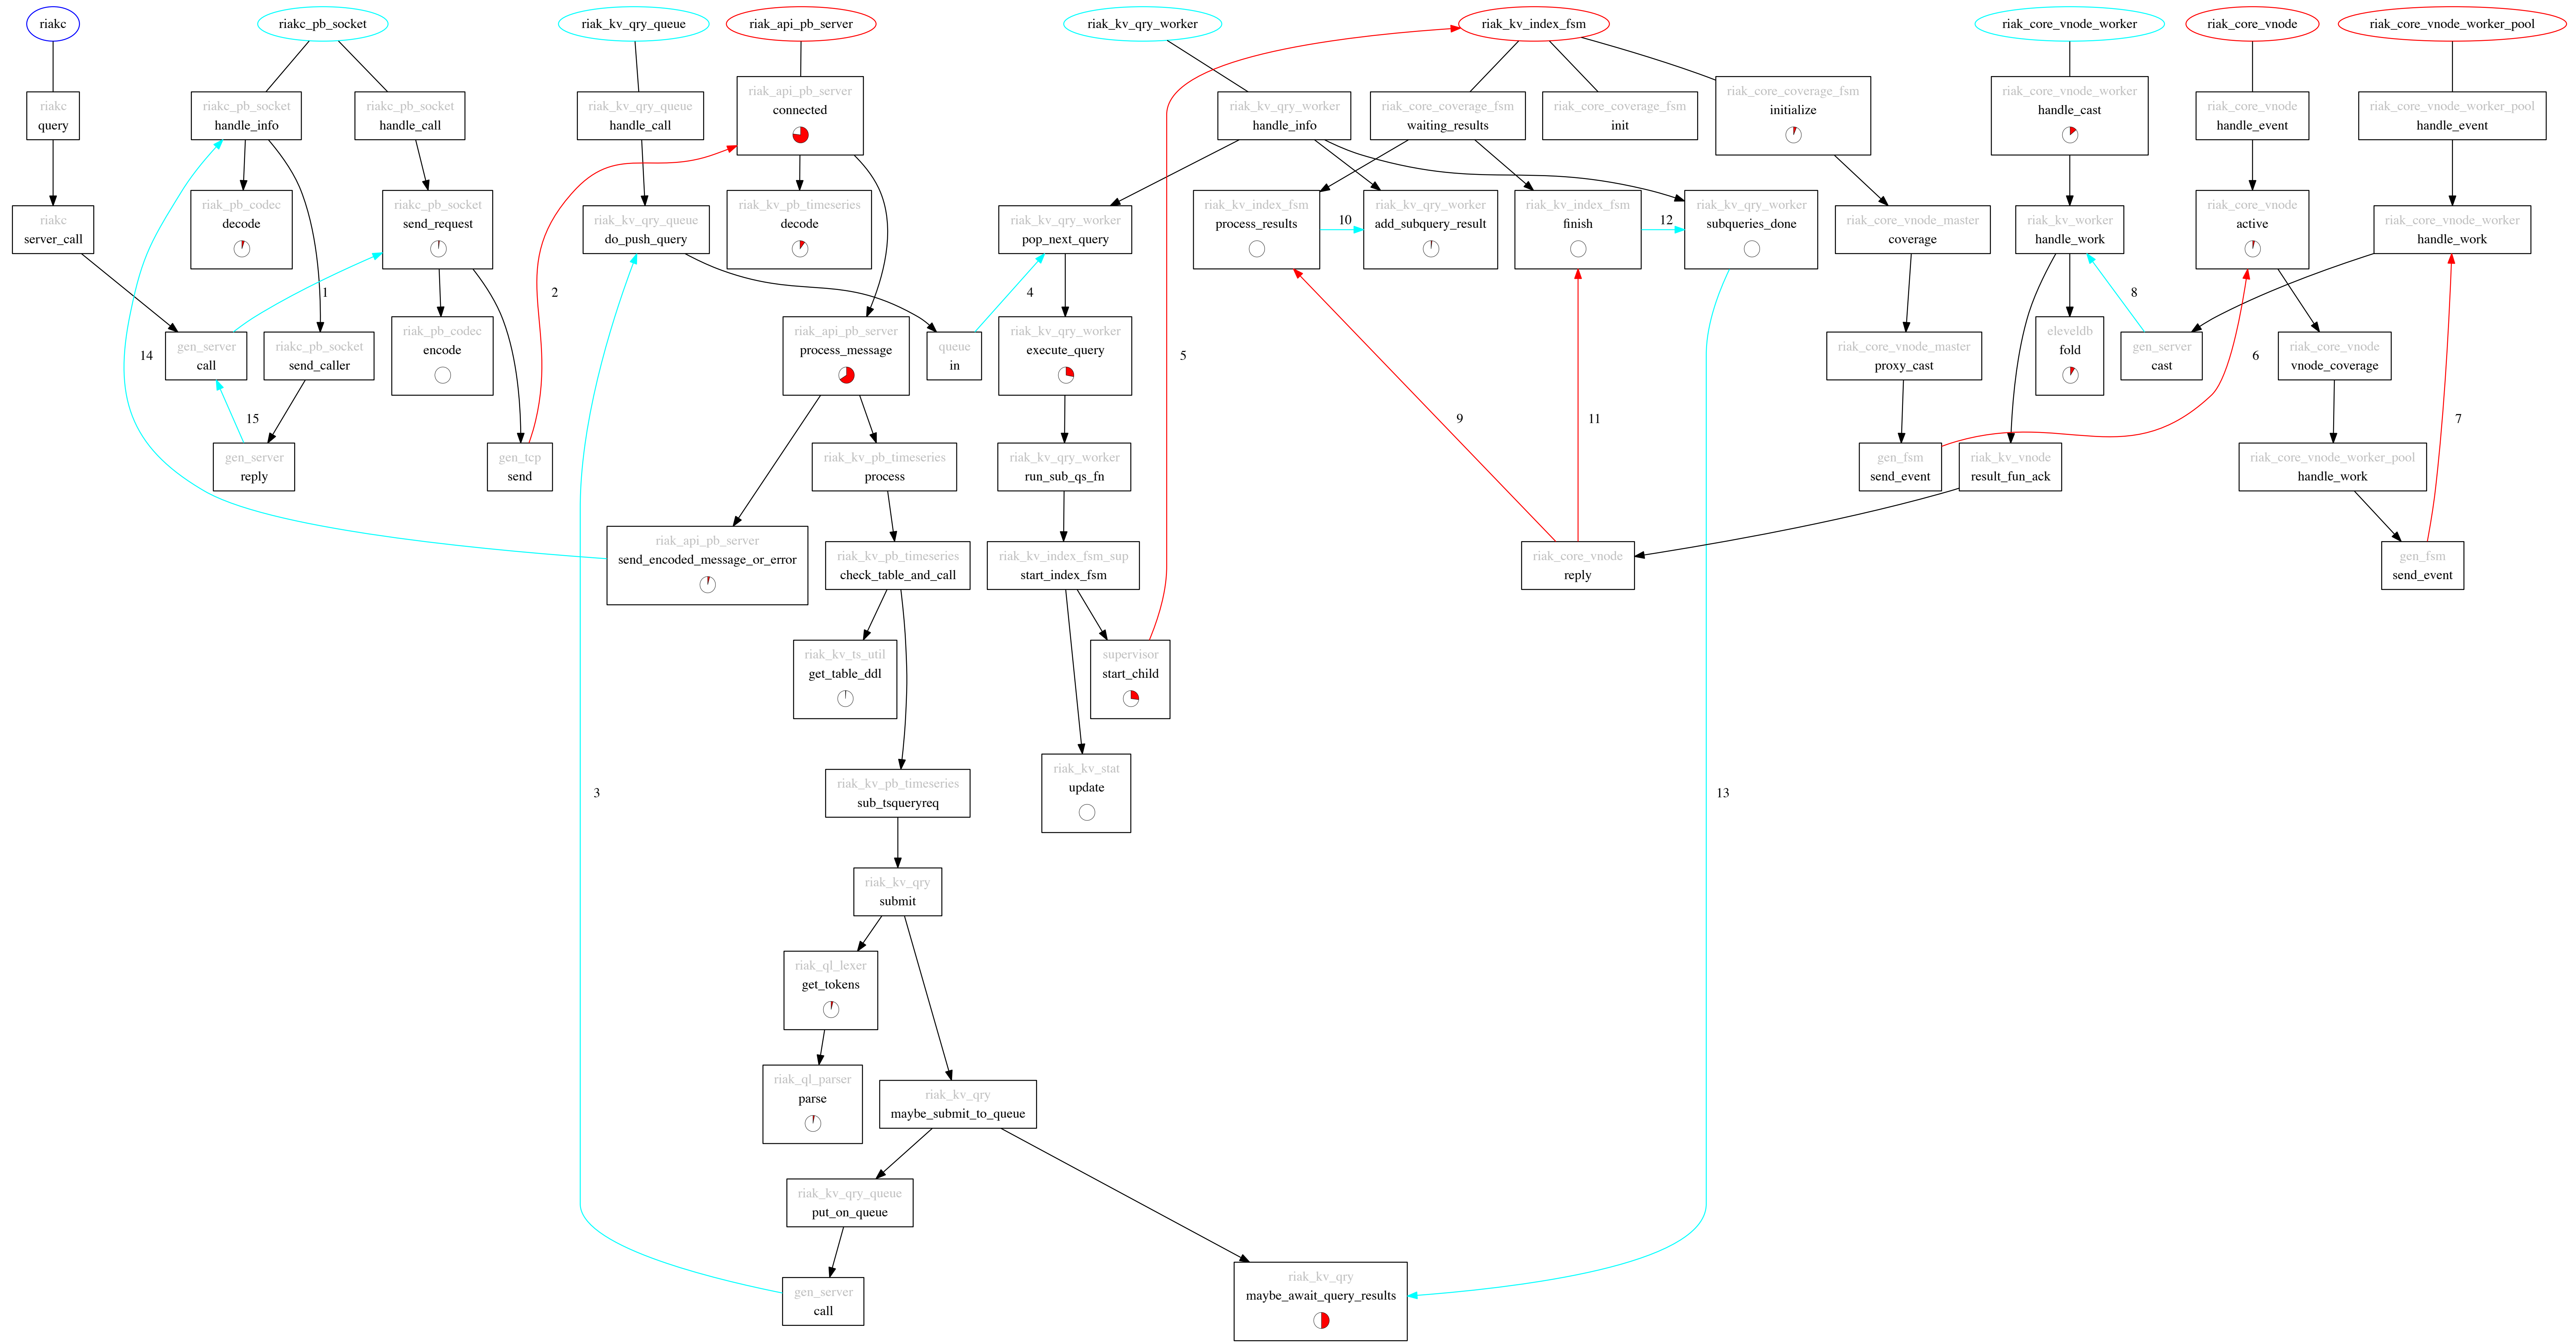 riakc
riakc_pb_socket
riak_kv_qry_queue
riak_api_pb_server
riak_kv_qry_worker
riak_kv_index_fsm
riak_core_vnode_worker
riak_core_vnode
riak_core_vnode_worker_pool
riakc
query
riakc_pb_socket
handle_info
riakc_pb_socket
handle_call
riak_kv_qry_queue
handle_call
riak_api_pb_server
connected
riak_kv_qry_worker
handle_info
riak_core_coverage_fsm
waiting_results
riak_core_coverage_fsm
init
riak_core_coverage_fsm
initialize
riak_core_vnode_worker
handle_cast
riak_core_vnode
handle_event
riak_core_vnode_worker_pool
handle_event
riakc
server_call
riak_pb_codec
decode
riakc_pb_socket
send_request
riak_kv_qry_queue
do_push_query
riak_kv_pb_timeseries
decode
riak_kv_qry_worker
pop_next_query
riak_kv_index_fsm
process_results
10
riak_kv_qry_worker
add_subquery_result
riak_kv_index_fsm
finish
12
riak_kv_qry_worker
subqueries_done
riak_core_vnode_master
coverage
riak_kv_worker
handle_work
riak_core_vnode
active
riak_core_vnode_worker
handle_work
1
2
4
8
gen_server
call
riakc_pb_socket
send_caller
riak_pb_codec
encode
riak_api_pb_server
process_message
queue
in
riak_kv_qry_worker
execute_query
riak_core_vnode_master
proxy_cast
eleveldb
fold
gen_server
cast
riak_core_vnode
vnode_coverage
14
5
6
15
9
11
7
gen_server
reply
gen_tcp
send
riak_kv_pb_timeseries
process
riak_kv_qry_worker
run_sub_qs_fn
gen_fsm
send_event
riak_kv_vnode
result_fun_ack
riak_core_vnode_worker_pool
handle_work
riak_api_pb_server
send_encoded_message_or_error
riak_kv_pb_timeseries
check_table_and_call
riak_kv_index_fsm_sup
start_index_fsm
riak_core_vnode
reply
gen_fsm
send_event
riak_kv_ts_util
get_table_ddl
supervisor
start_child
3
riak_kv_pb_timeseries
sub_tsqueryreq
riak_kv_stat
update
13
riak_kv_qry
submit
riak_ql_lexer
get_tokens
riak_ql_parser
parse
riak_kv_qry
maybe_submit_to_queue
riak_kv_qry_queue
put_on_queue
gen_server
call
riak_kv_qry
maybe_await_query_results